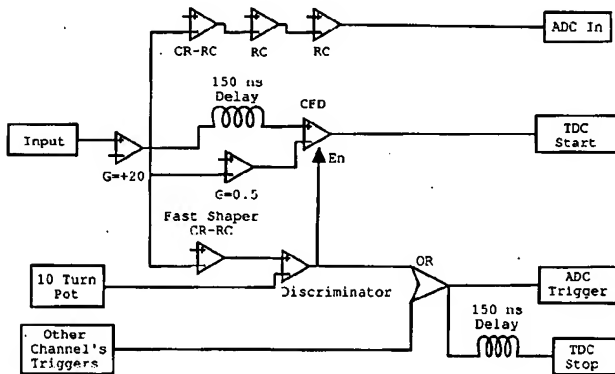 CR-RC
RC
RC
ADC In
150 ns
Delay
CFD
Input
TDC
Start
G=+20
G=0.5
En
Fast Shaper
CR-RC
10 Turn
Pot
Discriminator
OR
ADC
Trigger
150 ns
Delay
Other
Channel's
Triggers
TDC
Stop